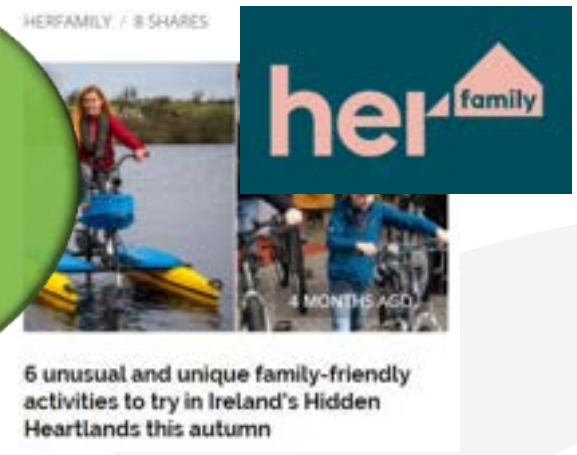 HERFAMILY / 8 SHARES
her family
4 MONTHS AGO
6 unusual and unique family-friendly
activities to try in Ireland's Hidden
Heartlands this autumn